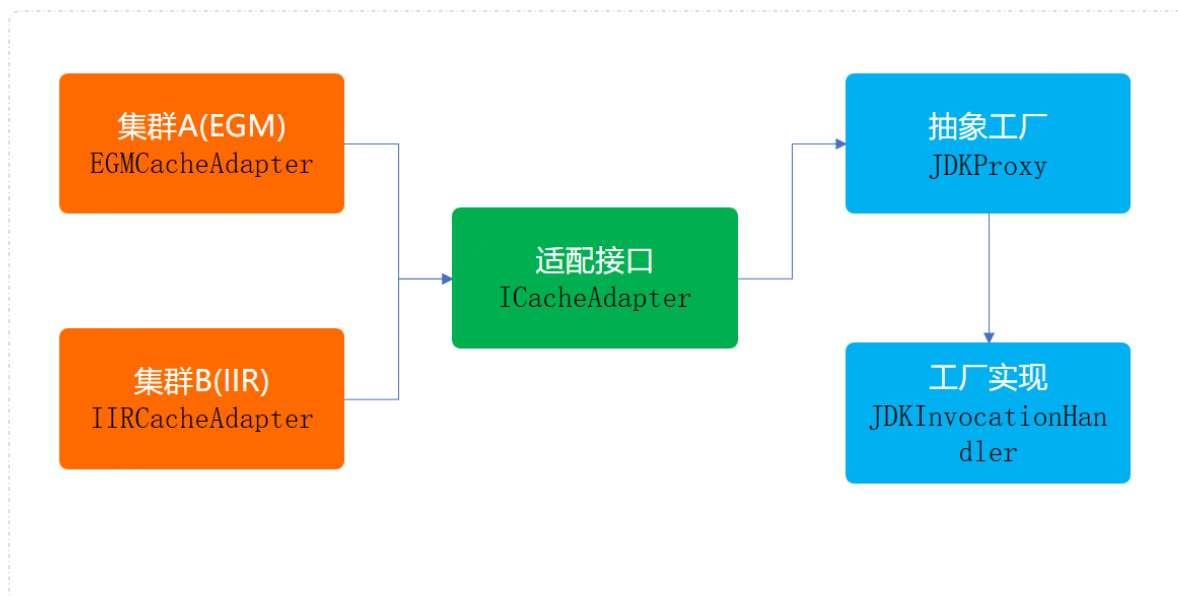 集群A(EGM)
EGMCacheAdapter
集群B(IIR)
IIRCacheAdapter
适配接口
ICacheAdapter
抽象工厂
JDKProxy
工厂实现
JDKInvocationHan
dler